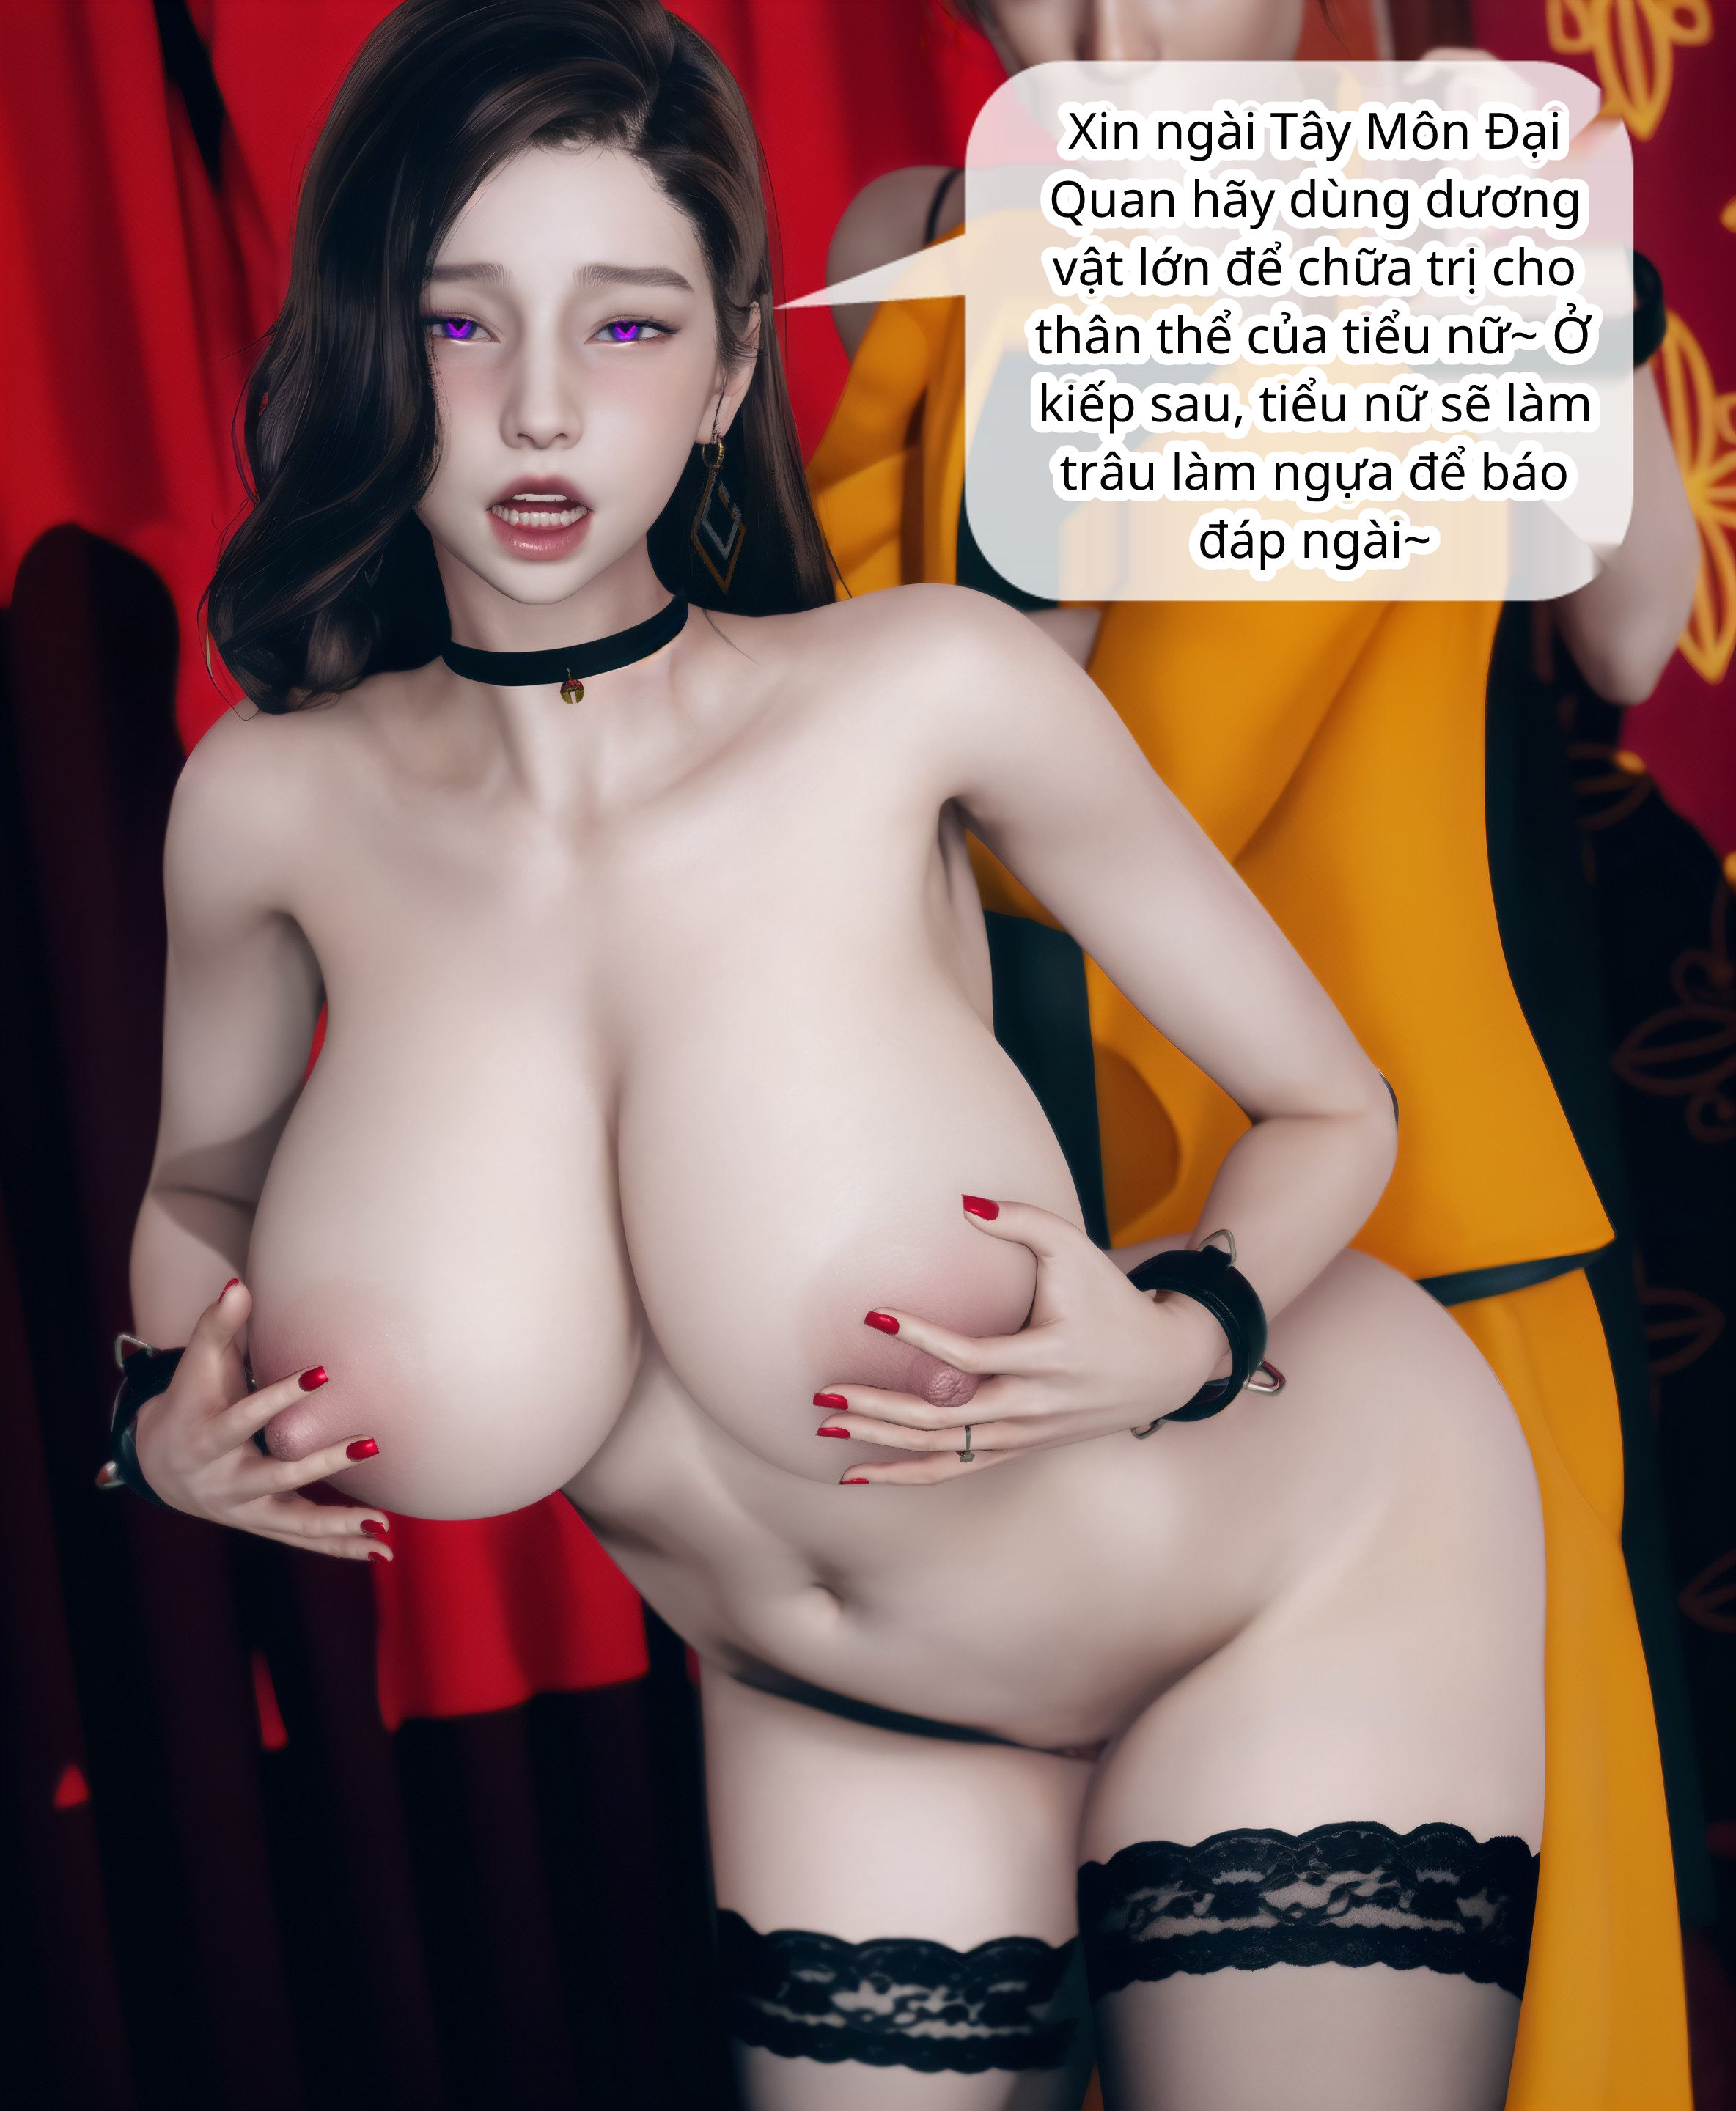 Xin ngài Tây Môn Đại
Quan hãy dùng dương
vật lớn để chữa trị cho
thân thể của tiểu nữ~ Ở
kiếp sau, tiểu nữ sẽ làm
trâu làm ngựa để báo
đáp ngài~